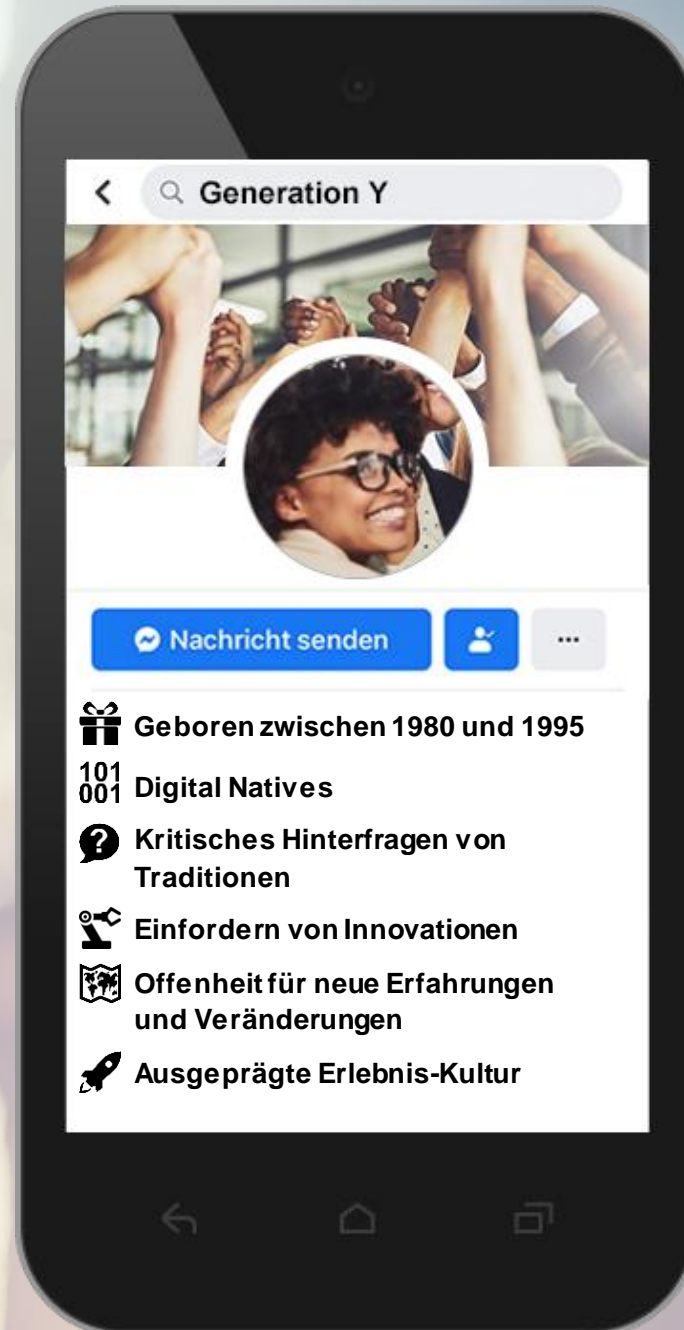 Generation Y
Nachricht senden
Geboren zwischen 1980 und 1995
101
001
Digital Natives
Kritisches Hinterfragen von
Traditionen
Einfordern von Innovationen
Offenheit für neue Erfahrungen
und Veränderungen
Ausgeprägte Erlebnis-Kultur